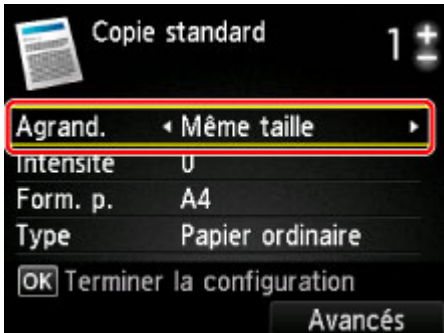 Copie standard
1
Agrand. Même taille
Intensité 0
Form. p. A4
Type Papier ordinaire
OK Terminer la configuration
Avancés